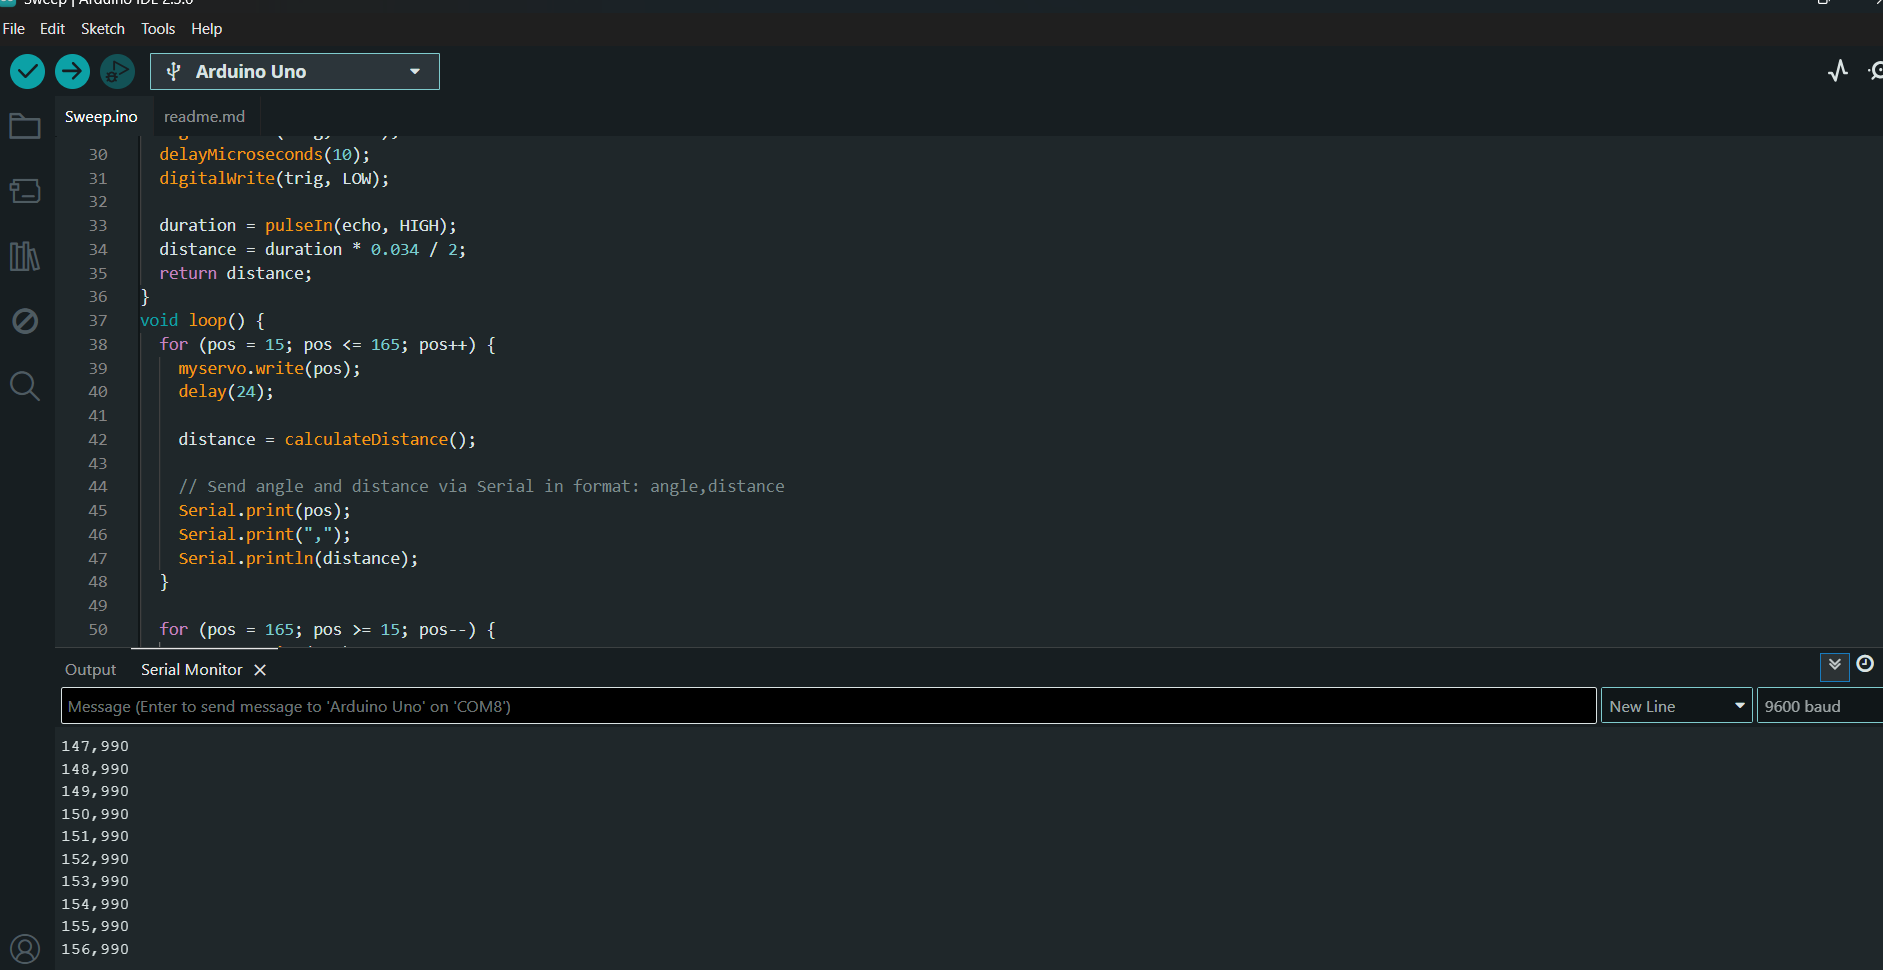 Sweep | Arduino IDE 2.3.6
File Edit Sketch Tools Help
Arduino Uno
Sweep.ino readme.md
30 delayMicroseconds(10);
31 digitalWrite(trig, LOW);
32
33 duration = pulseIn(echo, HIGH);
34 distance = duration * 0.034 / 2;
35 return distance;
36 }
37 void loop() {
38 for (pos = 15; pos <= 165; pos++) {
39 myservo.write(pos);
40 delay(24);
41
42 distance = calculateDistance();
43
44 // Send angle and distance via Serial in format: angle,distance
45 Serial.print(pos);
46 Serial.print(",");
47 Serial.println(distance);
48 }
49
50 for (pos = 165; pos >= 15; pos--) {
Output Serial Monitor
Message (Enter to send message to 'Arduino Uno' on 'COM8') New Line 9600 baud
147,990
148,990
149,990
150,990
151,990
152,990
153,990
154,990
155,990
156,990